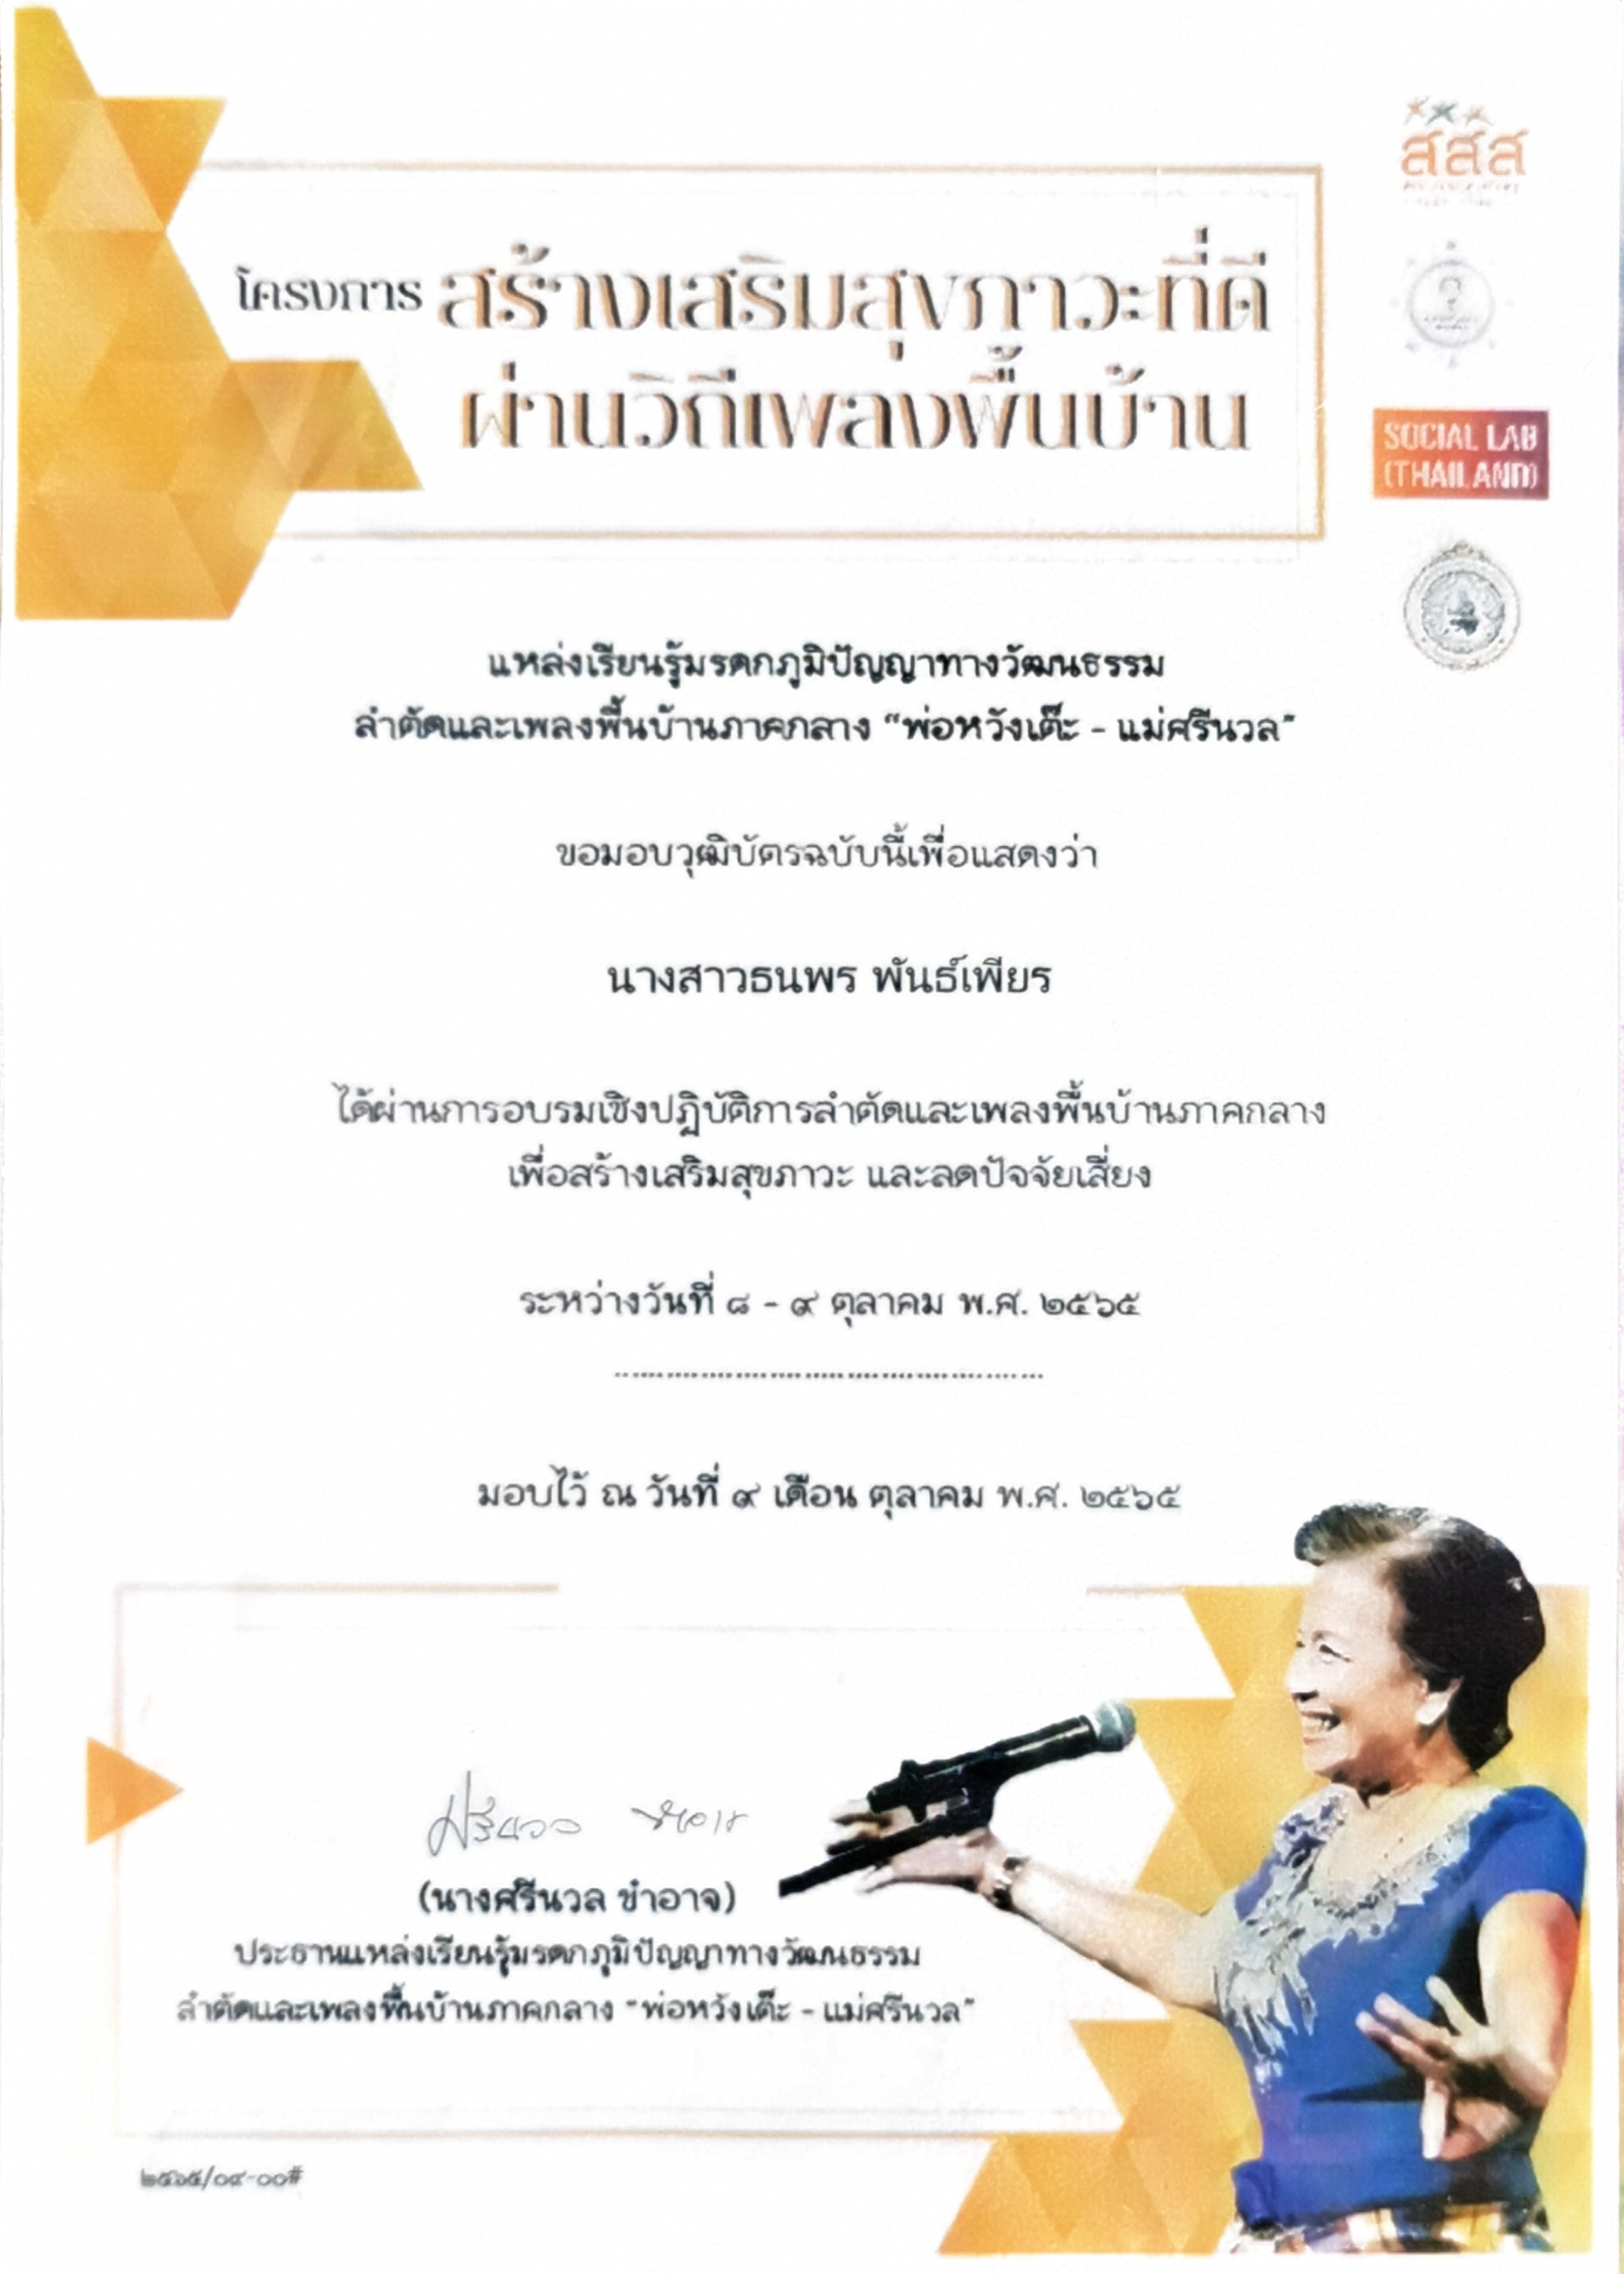 สสส
โครงการ สร้างเสริมสุขภาวะที่ดี
ผ่านวิถีเพลงพื้นบ้าน
SOCIAL LAB
(THAILAND)
แหล่งเรียนรู้มรดกภูมิปัญญาทางวัฒนธรรม
ลำตัดและเพลงพื้นบ้านภาคกลาง “พ่อหวังเต๊ะ - แม่ศรีนวล”
ขอมอบวุฒิบัตรฉบับนี้เพื่อแสดงว่า
นางสาวธนพร พันธ์เพียร
ได้ผ่านการอบรมเชิงปฏิบัติการลำตัดและเพลงพื้นบ้านภาคกลาง
เพื่อสร้างเสริมสุขภาวะ และลดปัจจัยเสี่ยง
ระหว่างวันที่ ๘ - ๙ ตุลาคม พ.ศ. ๒๕๖๕
มอบไว้ ณ วันที่ ๙ เดือน ตุลาคม พ.ศ. ๒๕๖๕
ศรีนวล ขำอาจ
(นางศรีนวล ขำอาจ)
ประธานแหล่งเรียนรู้มรดกภูมิปัญญาทางวัฒนธรรม
ลำตัดและเพลงพื้นบ้านภาคกลาง “พ่อหวังเต๊ะ - แม่ศรีนวล”